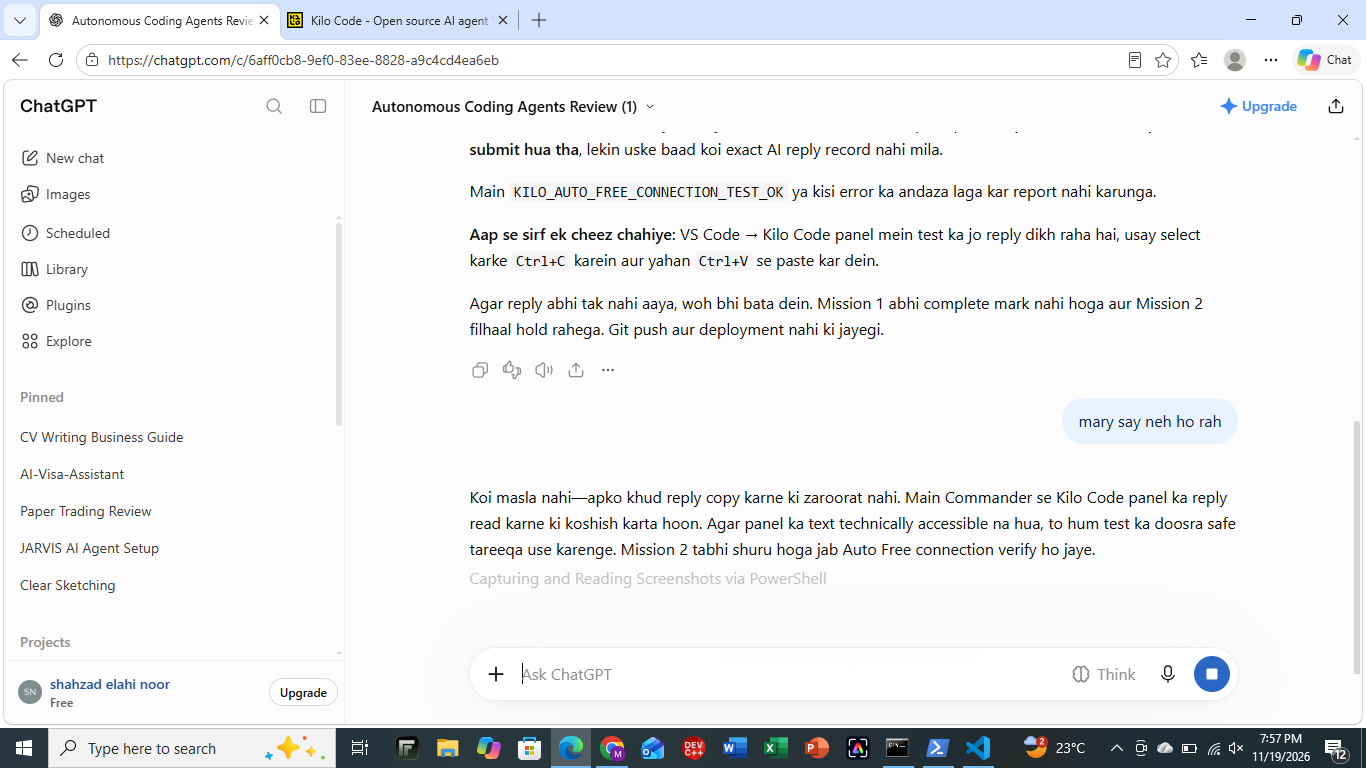 Autonomous Coding Agents Revie
Kilo Code - Open source AI agent
https://chatgpt.com/c/6aff0cb8-9ef0-83ee-8828-a9c4cd4ea6eb
Chat
ChatGPT
New chat
Images
Scheduled
Library
Plugins
Explore
Pinned
CV Writing Business Guide
AI-Visa-Assistant
Paper Trading Review
JARVIS AI Agent Setup
Clear Sketching
Projects
SN
shahzad elahi noor
Free
Upgrade
Autonomous Coding Agents Review (1)
Upgrade
submit hua tha, lekin uske baad koi exact AI reply record nahi mila.
Main KILO_AUTO_FREE_CONNECTION_TEST_OK ya kisi error ka andaza laga kar report nahi karunga.
Aap se sirf ek cheez chahiye: VS Code → Kilo Code panel mein test ka jo reply dikh raha hai, usay select
karke Ctrl+C karein aur yahan Ctrl+V se paste kar dein.
Agar reply abhi tak nahi aaya, woh bhi bata dein. Mission 1 abhi complete mark nahi hoga aur Mission 2
filhaal hold rahega. Git push aur deployment nahi ki jayegi.
mary say neh ho rah
Koi masla nahi—apko khud reply copy karne ki zaroorat nahi. Main Commander se Kilo Code panel ka reply
read karne ki koshish karta hoon. Agar panel ka text technically accessible na hua, to hum test ka doosra safe
tareeqa use karenge. Mission 2 tabhi shuru hoga jab Auto Free connection verify ho jaye.
Capturing and Reading Screenshots via PowerShell
Ask ChatGPT
Think
Type here to search
23°C
7:57 PM
11/19/2026
12